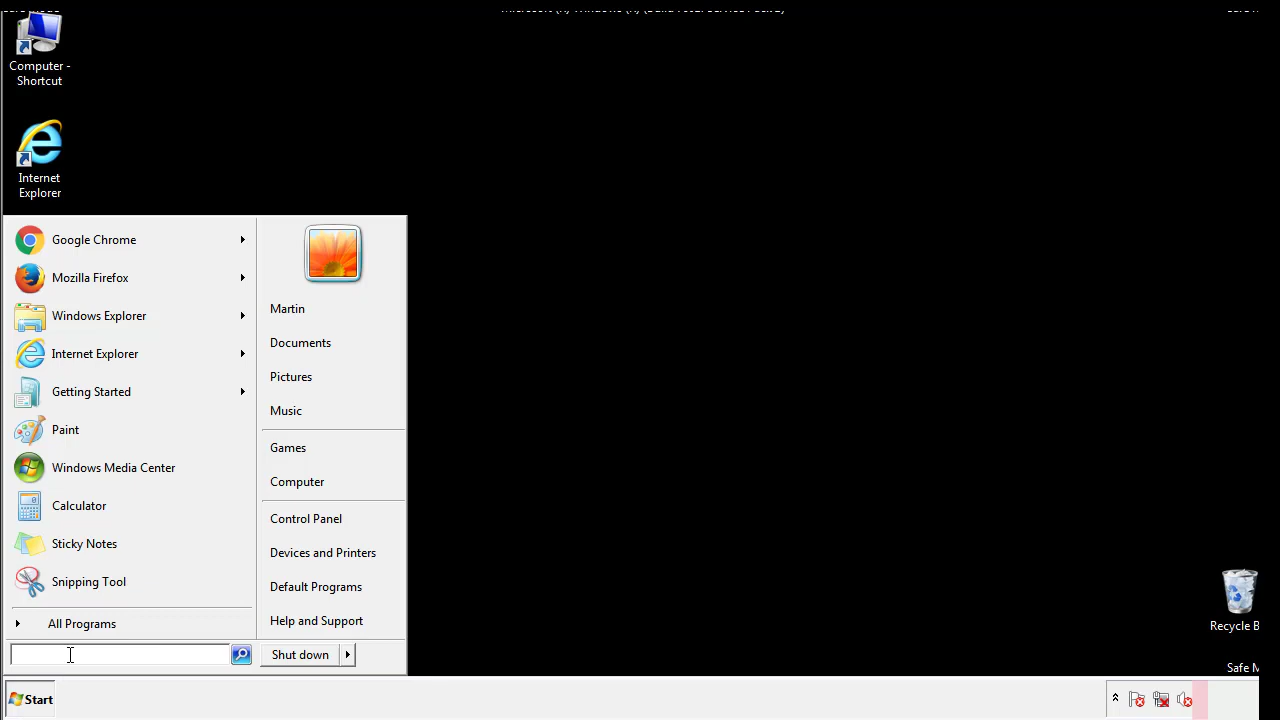 Computer -
Shortcut
Internet
Explorer
Google Chrome
Mozilla Firefox
Windows Explorer
Internet Explorer
Getting Started
Paint
Windows Media Center
Calculator
Sticky Notes
Snipping Tool
All Programs
Martin
Documents
Pictures
Music
Games
Computer
Control Panel
Devices and Printers
Default Programs
Help and Support
Shut down
Recycle B
Safe M
Start